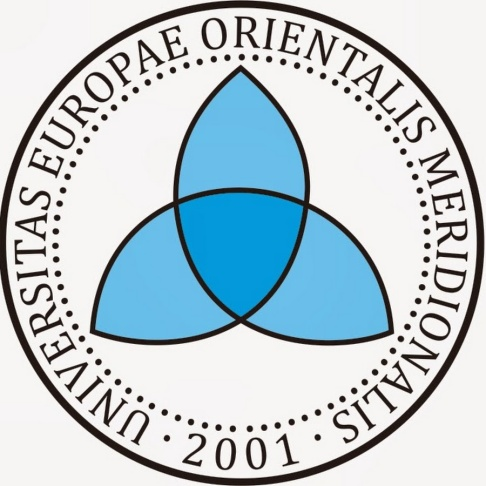 UNIVERSITAS EUROPAE ORIENTALIS MERIDIONALIS
· 2001 ·